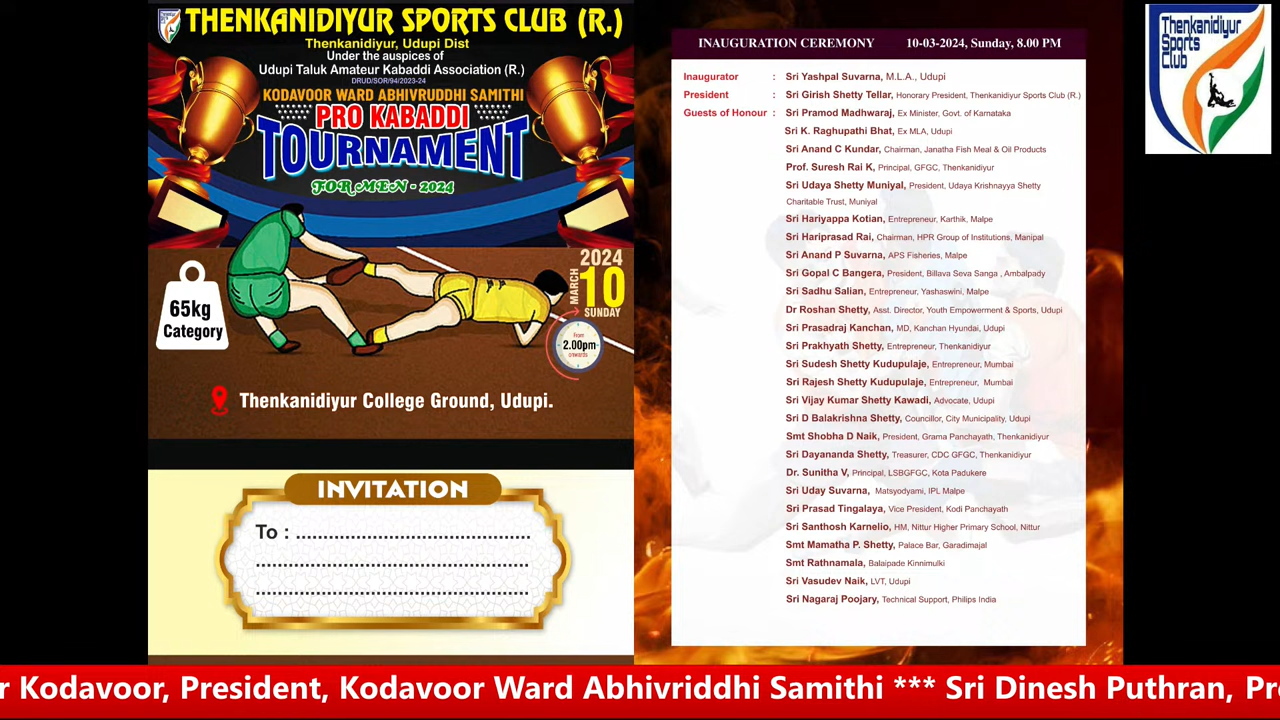 THENKANIDIYUR SPORTS CLUB (R.)
Thenkanidiyur, Udupi Dist
Under the auspices of
Udupi Taluk Amateur Kabaddi Association (R.)
DRUD/SOR/94/2023-24
KODAVOOR WARD ABHIVRUDDHI SAMITHI
PRO KABADDI
TOURNAMENT
FOR MEN - 2024
65kg
Category
2024
MARCH
10
SUNDAY
From
2.00pm
onwards
Thenkanidiyur College Ground, Udupi.
INVITATION
To : ......................................
..........................................
..........................................
INAUGURATION CEREMONY 10-03-2024, Sunday, 8.00 PM
Inaugurator : Sri Yashpal Suvarna, M.L.A., Udupi
President : Sri Girish Shetty Tellar, Honorary President, Thenkanidiyur Sports Club (R.)
Guests of Honour : Sri Pramod Madhwaraj, Ex Minister, Govt. of Karnataka
Sri K. Raghupathi Bhat, Ex MLA, Udupi
Sri Anand C Kundar, Chairman, Janatha Fish Meal & Oil Products
Prof. Suresh Rai K, Principal, GFGC, Thenkanidiyur
Sri Udaya Shetty Muniyal, President, Udaya Krishnayya Shetty
Charitable Trust, Muniyal
Sri Hariyappa Kotian, Entrepreneur, Karthik, Malpe
Sri Hariprasad Rai, Chairman, HPR Group of Institutions, Manipal
Sri Anand P Suvarna, APS Fisheries, Malpe
Sri Gopal C Bangera, President, Billava Seva Sanga , Ambalpady
Sri Sadhu Salian, Entrepreneur, Yashaswini, Malpe
Dr Roshan Shetty, Asst. Director, Youth Empowerment & Sports, Udupi
Sri Prasadraj Kanchan, MD, Kanchan Hyundai, Udupi
Sri Prakhyath Shetty, Entrepreneur, Thenkanidiyur
Sri Sudesh Shetty Kudupulaje, Entrepreneur, Mumbai
Sri Rajesh Shetty Kudupulaje, Entrepreneur, Mumbai
Sri Vijay Kumar Shetty Kawadi, Advocate, Udupi
Sri D Balakrishna Shetty, Councillor, City Municipality, Udupi
Smt Shobha D Naik, President, Grama Panchayath, Thenkanidiyur
Sri Dayananda Shetty, Treasurer, CDC GFGC, Thenkanidiyur
Dr. Sunitha V, Principal, LSBGFGC, Kota Padukere
Sri Uday Suvarna, Matsyodyami, IPL Malpe
Sri Prasad Tingalaya, Vice President, Kodi Panchayath
Sri Santhosh Karnelio, HM, Nittur Higher Primary School, Nittur
Smt Mamatha P. Shetty, Palace Bar, Garadimajal
Smt Rathnamala, Balaipade Kinnimulki
Sri Vasudev Naik, LVT, Udupi
Sri Nagaraj Poojary, Technical Support, Philips India
Thenkanidiyur
Sports
Club
r Kodavoor, President, Kodavoor Ward Abhivriddhi Samithi *** Sri Dinesh Puthran, Pr